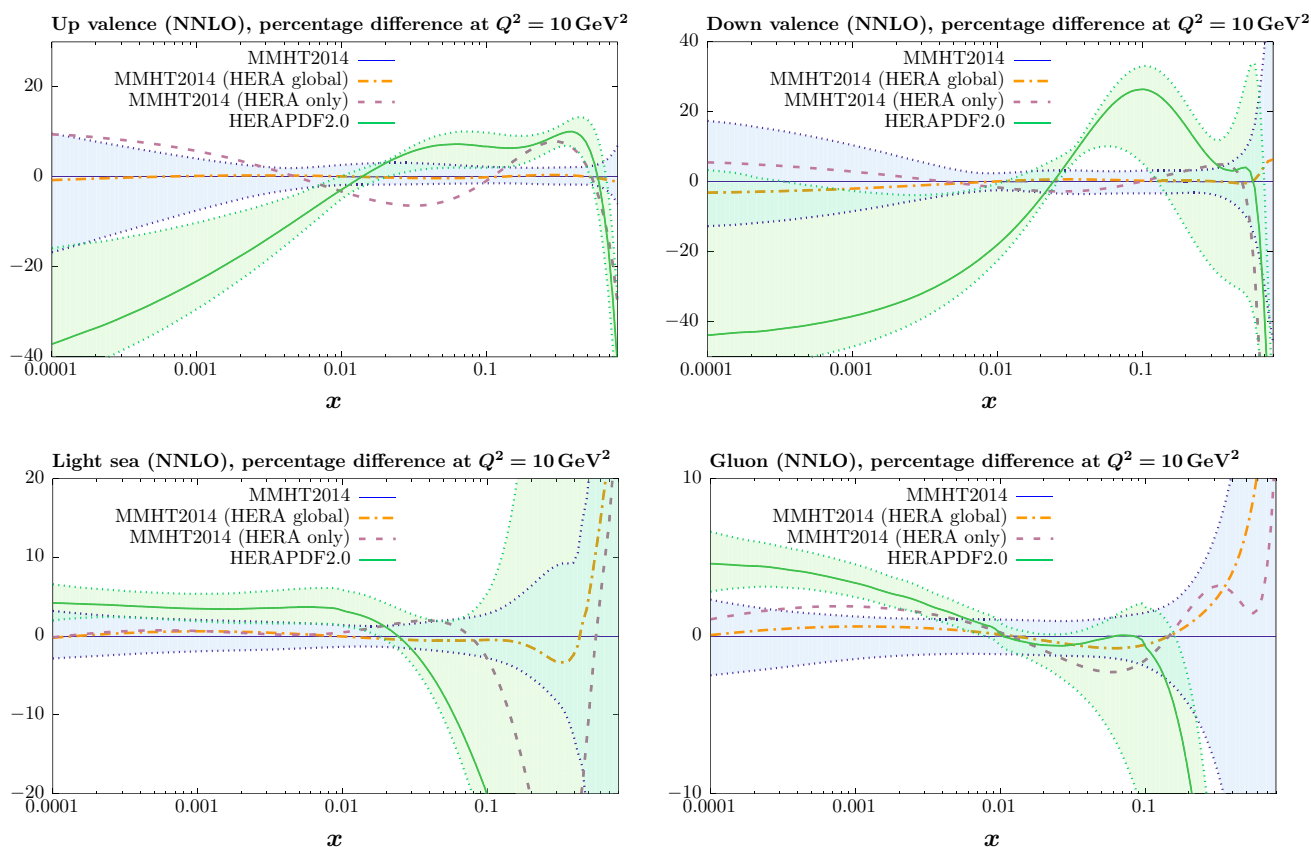 Up valence (NNLO), percentage difference at Q² = 10 GeV²
MMHT2014
MMHT2014 (HERA global)
MMHT2014 (HERA only)
HERAPDF2.0
20
0
−20
−40
0.0001
0.001
0.01
0.1
x
Down valence (NNLO), percentage difference at Q² = 10 GeV²
MMHT2014
MMHT2014 (HERA global)
MMHT2014 (HERA only)
HERAPDF2.0
40
20
0
−20
−40
0.0001
0.001
0.01
0.1
x
Light sea (NNLO), percentage difference at Q² = 10 GeV²
MMHT2014
MMHT2014 (HERA global)
MMHT2014 (HERA only)
HERAPDF2.0
20
10
0
−10
−20
0.0001
0.001
0.01
0.1
x
Gluon (NNLO), percentage difference at Q² = 10 GeV²
MMHT2014
MMHT2014 (HERA global)
MMHT2014 (HERA only)
HERAPDF2.0
10
5
0
−5
−10
0.0001
0.001
0.01
0.1
x